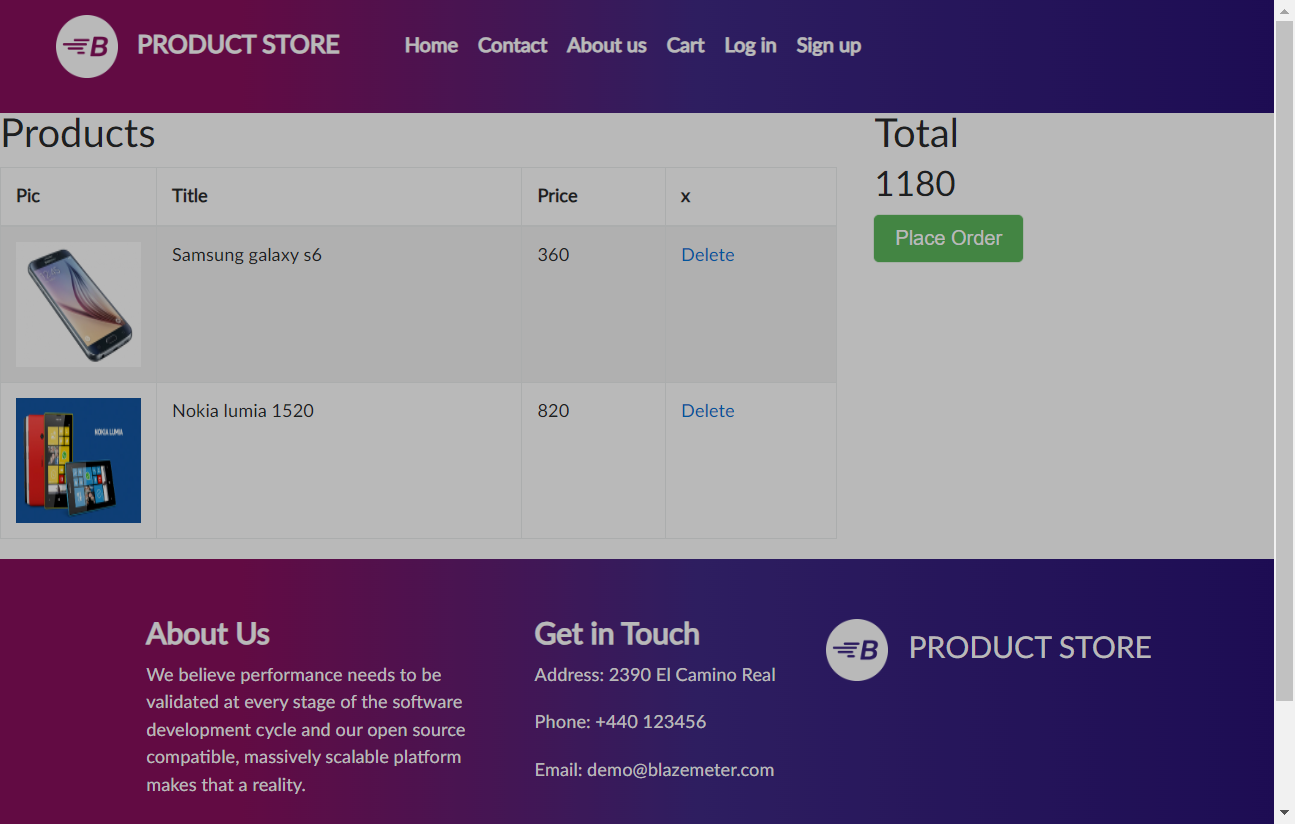 B PRODUCT STORE Home Contact About us Cart Log in Sign up
Products
Total
1180
Place Order
Pic Title Price x
Samsung galaxy s6 360 Delete
NOKIA LUMIA
Nokia lumia 1520 820 Delete
About Us
We believe performance needs to be
validated at every stage of the software
development cycle and our open source
compatible, massively scalable platform
makes that a reality.
Get in Touch
Address: 2390 El Camino Real
Phone: +440 123456
Email: demo@blazemeter.com
B PRODUCT STORE